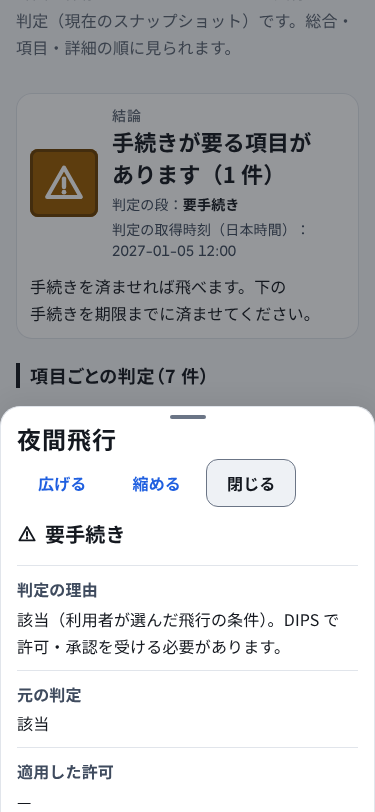 判定（現在のスナップショット）です。総合・
項目・詳細の順に見られます。
結論
手続きが要る項目が
あります（1 件）
判定の段：要手続き
判定の取得時刻（日本時間）：
2027-01-05 12:00
手続きを済ませれば飛べます。下の
手続きを期限までに済ませてください。
項目ごとの判定（7 件）
夜間飛行
広げる 縮める 閉じる
要手続き
判定の理由
該当（利用者が選んだ飛行の条件）。DIPS で
許可・承認を受ける必要があります。
元の判定
該当
適用した許可
—